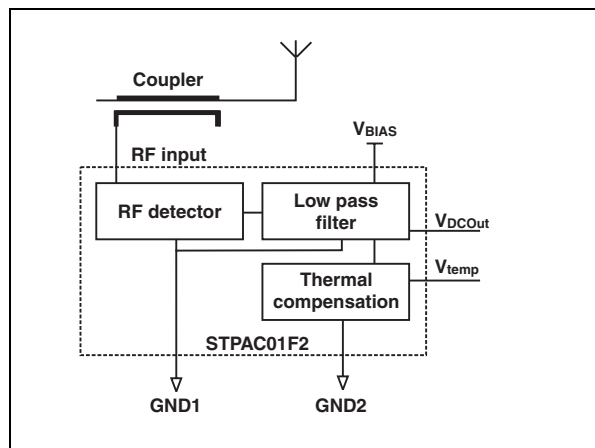 Coupler
VBIAS
RF input
RF detector
Low pass
filter
VDCOut
Vtemp
Thermal
compensation
STPAC01F2
GND1
GND2